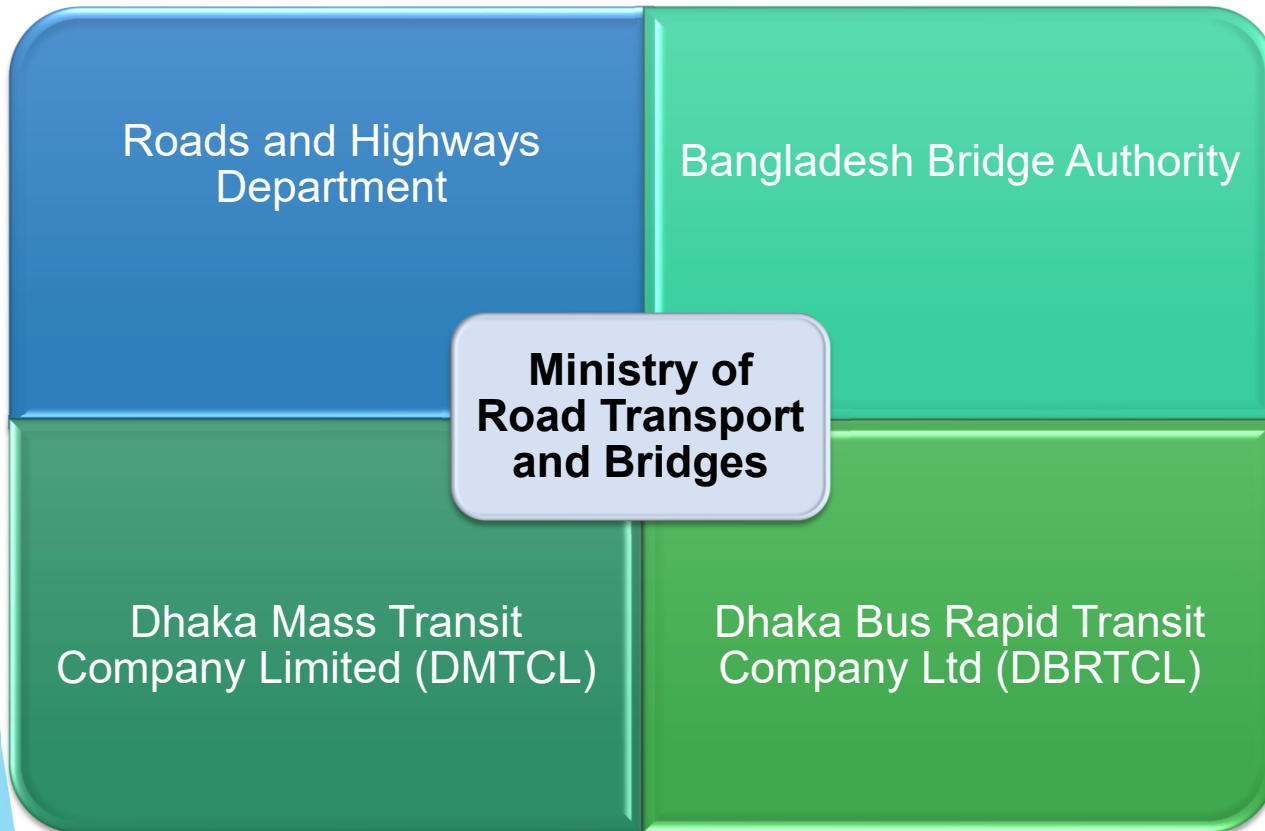 Roads and Highways
Department
Bangladesh Bridge Authority
Ministry of
Road Transport
and Bridges
Dhaka Mass Transit
Company Limited (DMTCL)
Dhaka Bus Rapid Transit
Company Ltd (DBRTCL)